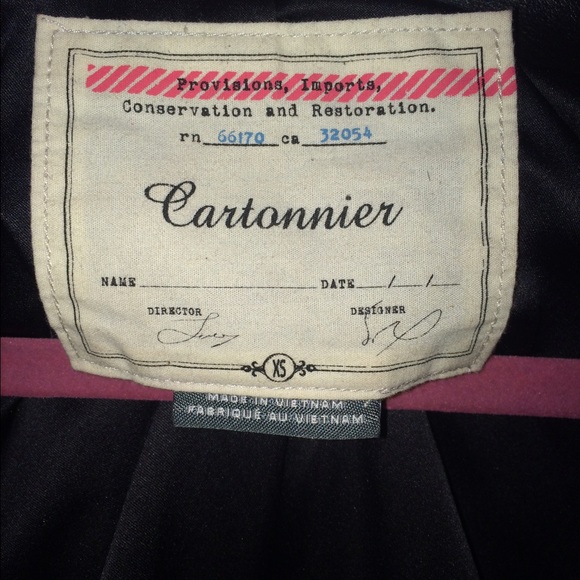 Provisions, Imports,
Conservation and Restoration.
rn 66170 ca 32054
Cartonnier
NAME DATE / /
DIRECTOR DESIGNER
XS
MADE IN VIETNAM
FABRIQUÉ AU VIETNAM